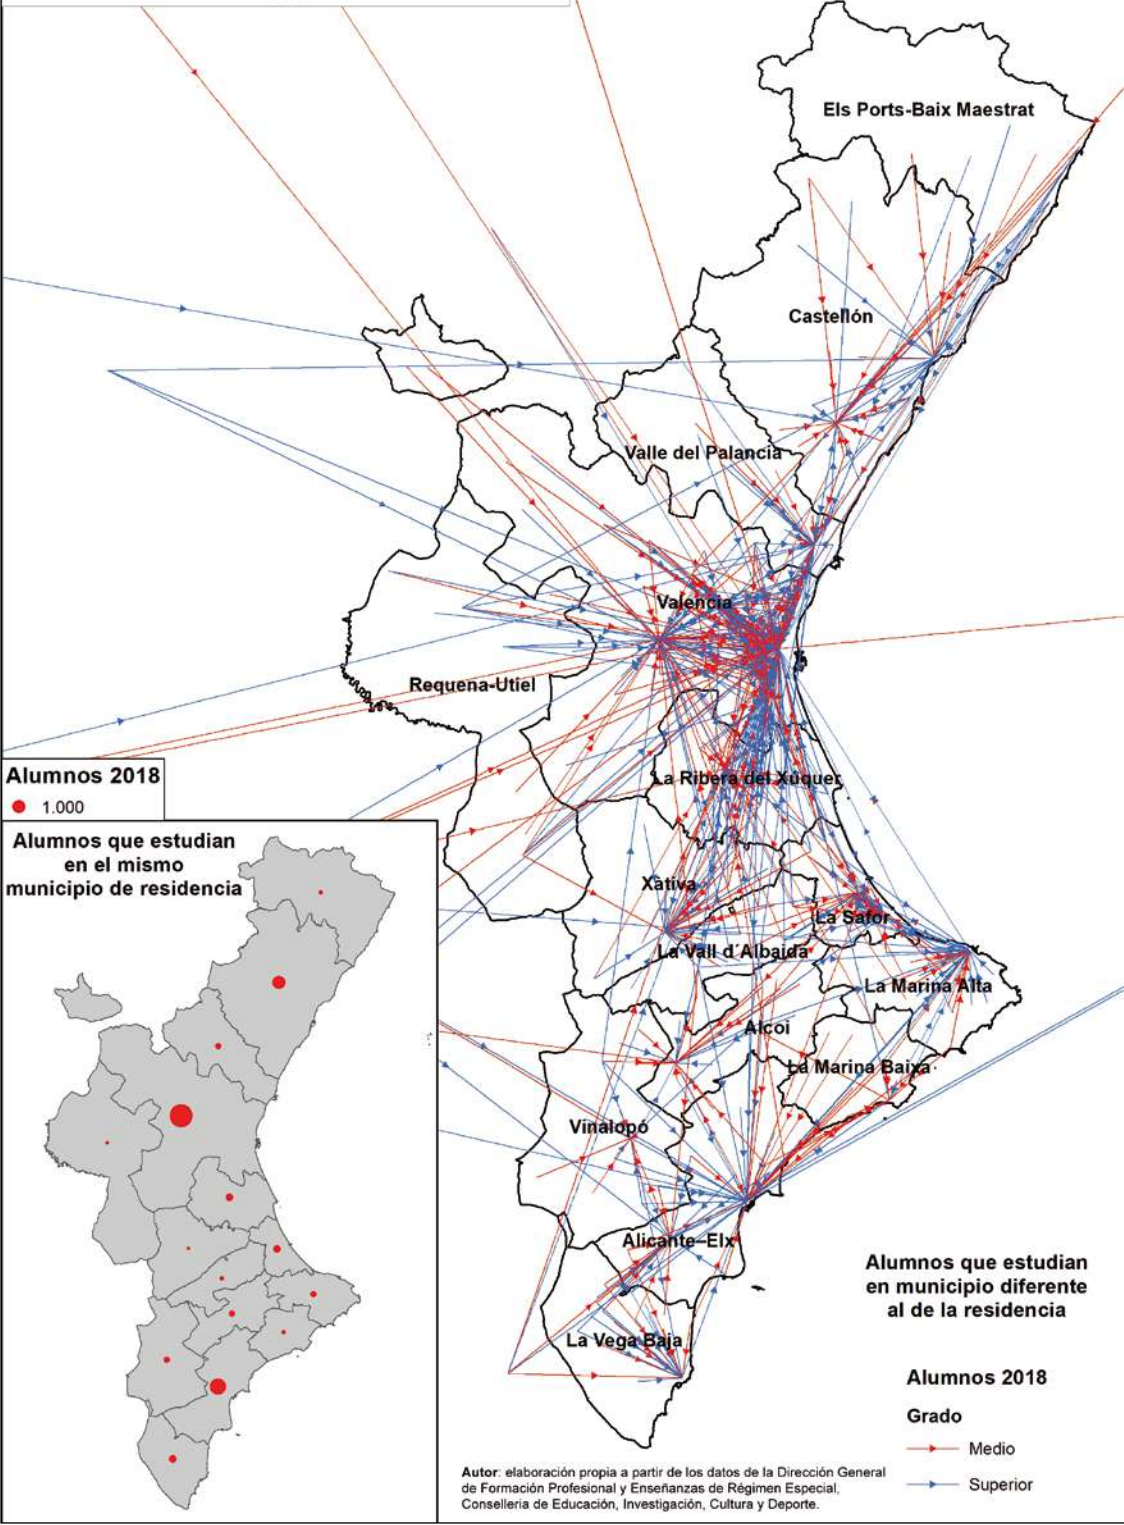 Els Ports-Baix Maestrat
Castellón
Valle del Palancia
Valencia
Requena-Utiel
La Ribera del Xúquer
Xàtiva
La Safor
La Vall d´Albaida
La Marina Alta
Alcoi
La Marina Baixa
Vinalopó
Alicante–Elx
La Vega Baja
Alumnos 2018
1.000
Alumnos que estudian
en el mismo
municipio de residencia
Alumnos que estudian
en municipio diferente
al de la residencia
Alumnos 2018
Grado
Medio
Superior
Autor: elaboración propia a partir de los datos de la Dirección General
de Formación Profesional y Enseñanzas de Régimen Especial,
Conselleria de Educación, Investigación, Cultura y Deporte.